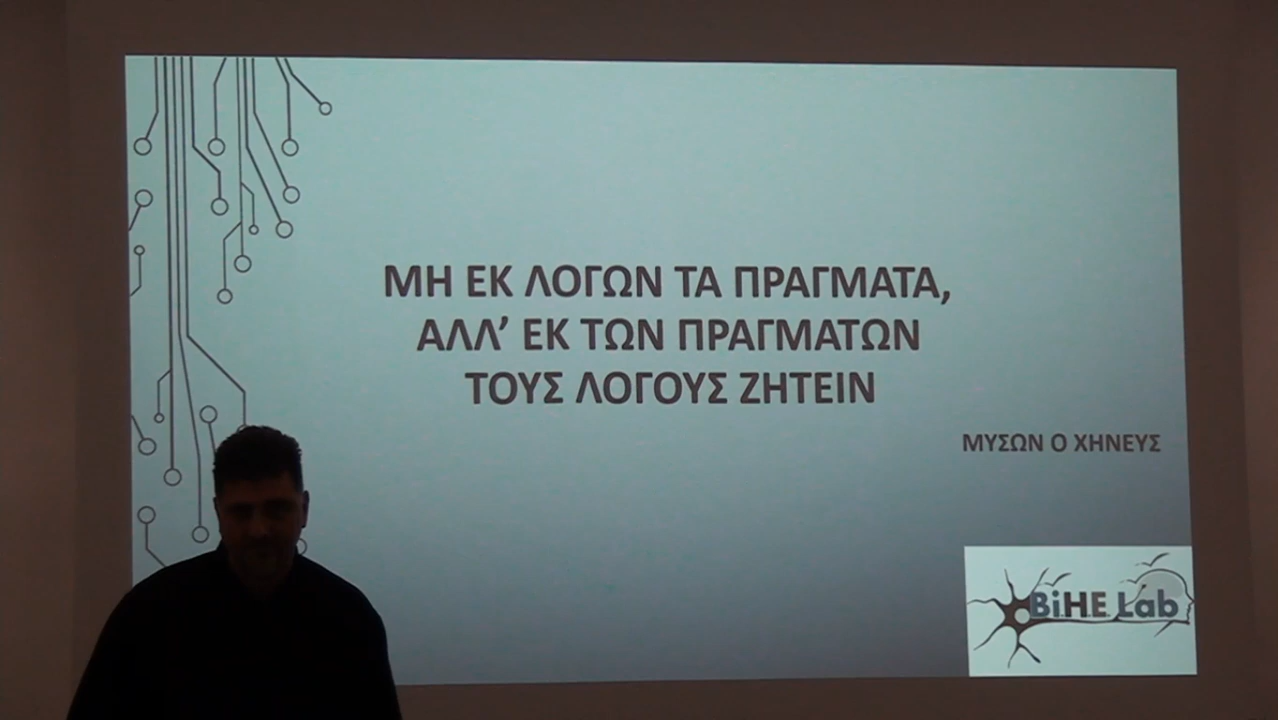 ΜΗ ΕΚ ΛΟΓΩΝ ΤΑ ΠΡΑΓΜΑΤΑ,
ΑΛΛ’ ΕΚ ΤΩΝ ΠΡΑΓΜΑΤΩΝ
ΤΟΥΣ ΛΟΓΟΥΣ ΖΗΤΕΙΝ
ΜΥΣΩΝ Ο ΧΗΝΕΥΣ
BiHE Lab